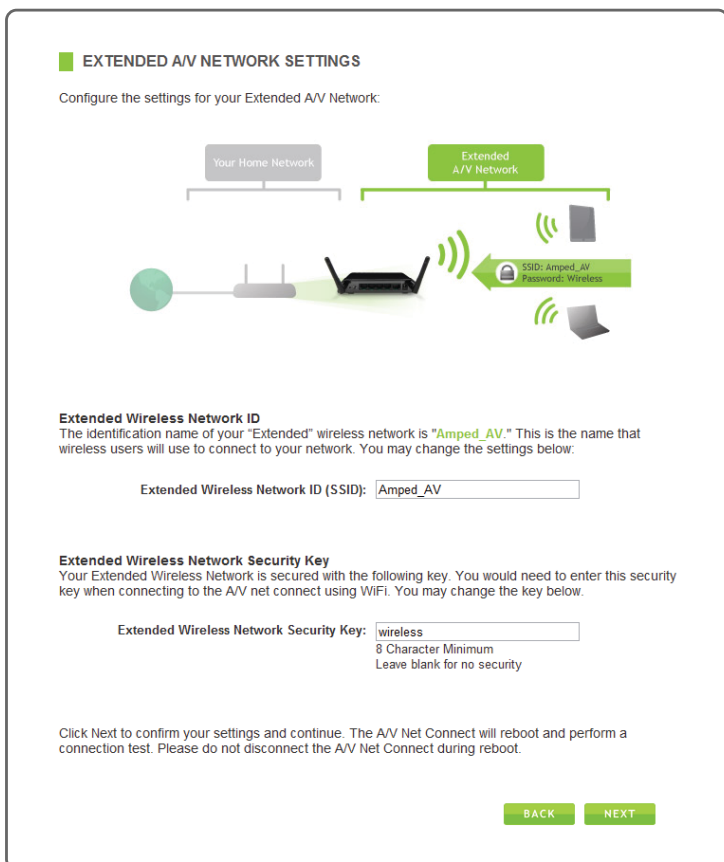 EXTENDED A/V NETWORK SETTINGS
Configure the settings for your Extended A/V Network:
Your Home Network
Extended
A/V Network
SSID: Amped_AV
Password: Wireless
Extended Wireless Network ID
The identification name of your “Extended” wireless network is "Amped_AV." This is the name that
wireless users will use to connect to your network. You may change the settings below:
Extended Wireless Network ID (SSID): Amped_AV
Extended Wireless Network Security Key
Your Extended Wireless Network is secured with the following key. You would need to enter this security
key when connecting to the A/V net connect using WiFi. You may change the key below.
Extended Wireless Network Security Key: wireless
8 Character Minimum
Leave blank for no security
Click Next to confirm your settings and continue. The A/V Net Connect will reboot and perform a
connection test. Please do not disconnect the A/V Net Connect during reboot.
BACK NEXT